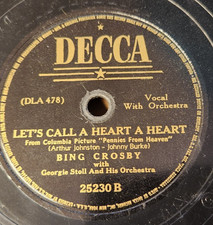 DECCA
(DLA 478)
Vocal
With Orchestra
LET'S CALL A HEART A HEART
From Columbia Picture "Pennies From Heaven"
(Arthur Johnston - Johnny Burke)
BING CROSBY
with
Georgie Stoll And His Orchestra
25230 B